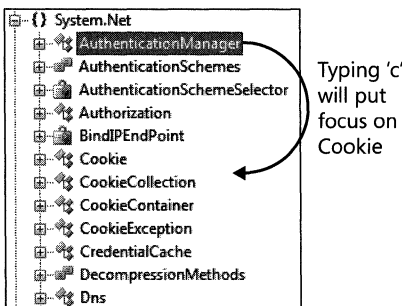 {} System.Net
AuthenticationManager
AuthenticationSchemes
AuthenticationSchemeSelector
Authorization
BindIPEndPoint
Cookie
CookieCollection
CookieContainer
CookieException
CredentialCache
DecompressionMethods
Dns
Typing ‘c’
will put
focus on
Cookie